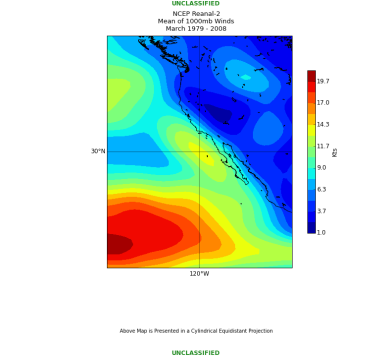 UNCLASSIFIED
NCEP Reanal-2
Mean of 1000mb Winds
March 1979 - 2008
19.7
17.0
14.3
11.7
9.0
6.3
3.7
1.0
Kts
30°N
120°W
Above Map is Presented in a Cylindrical Equidistant Projection
UNCLASSIFIED